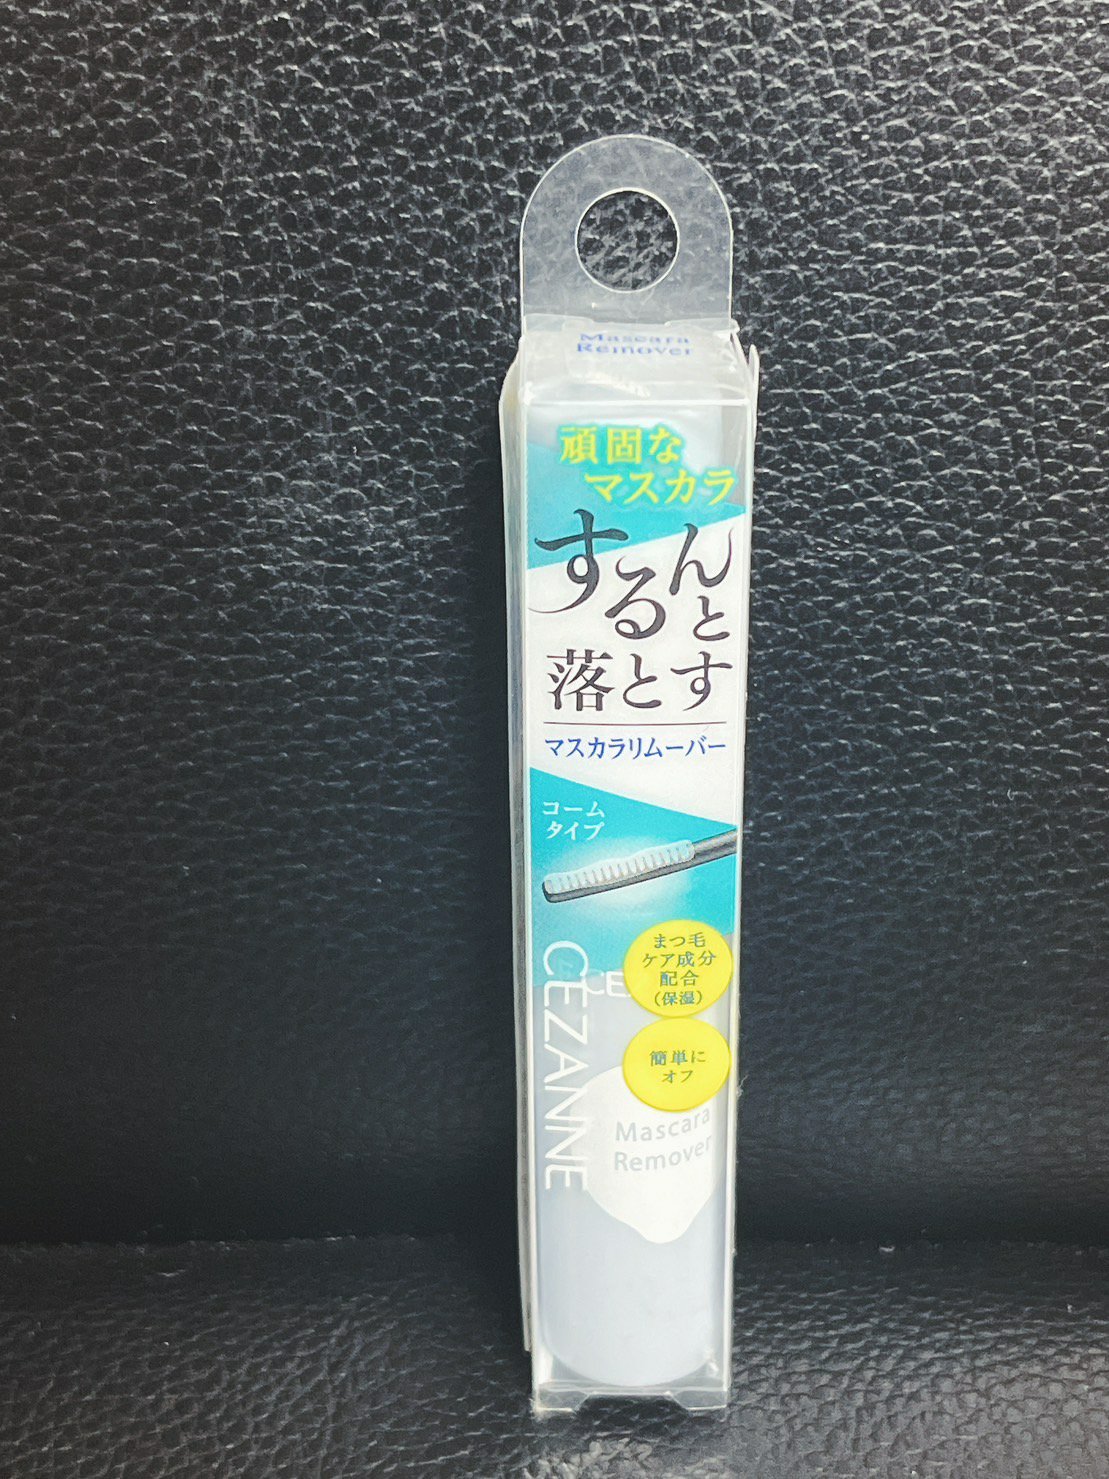 Mascara
Remover
頑固な
マスカラ
するんと
落とす
マスカラリムーバー
コーム
タイプ
まつ毛
ケア成分
配合
(保湿)
CE
CEZANNE
簡単に
オフ
Mascara
Remover